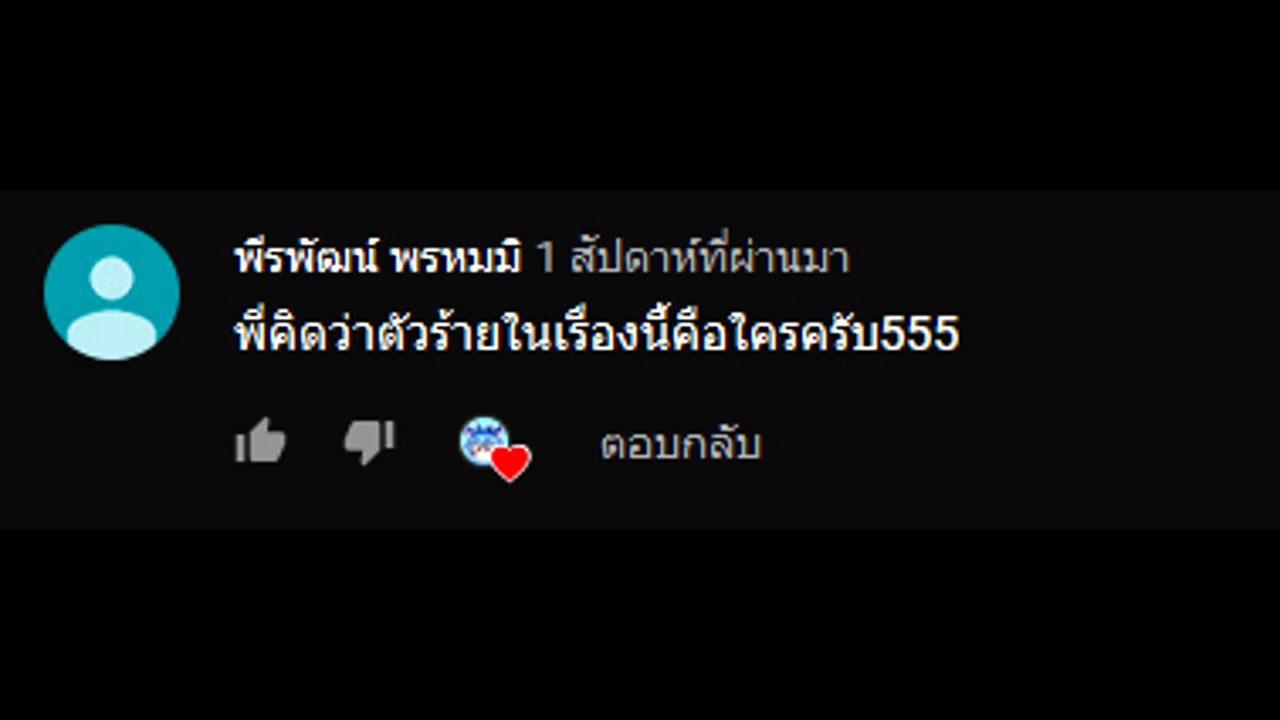 พีรพัฒน์ พรหมมิ 1 สัปดาห์ที่ผ่านมา
พี่คิดว่าตัวร้ายในเรื่องนี้คือใครครับ555
ตอบกลับ